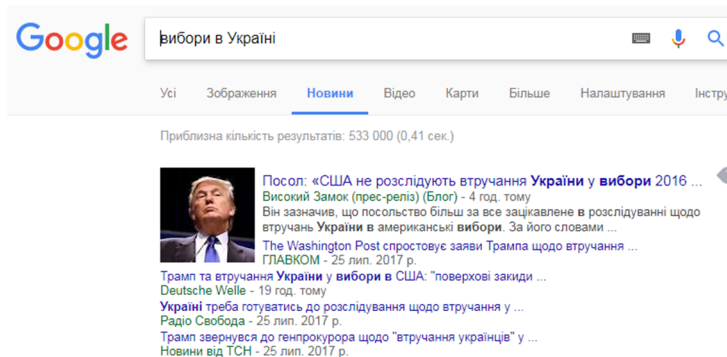 Google
вибори в Україні
Усі Зображення Новини Відео Карти Більше Налаштування Інстру
Приблизна кількість результатів: 533 000 (0,41 сек.)
Посол: «США не розслідують втручання України у вибори 2016 ...
Високий Замок (прес-реліз) (Блог) - 4 год. тому
Він зазначив, що посольство більш за все зацікавлене в розслідуванні щодо
втручань України в американські вибори. За його словами ...
The Washington Post спростовує заяви Трампа щодо втручання ...
ГЛАВКОМ - 25 лип. 2017 р.
Трамп та втручання України у вибори в США: "поверхові закиди ...
Deutsche Welle - 19 год. тому
Україні треба готуватись до розслідування щодо втручання у ...
Радіо Свобода - 25 лип. 2017 р.
Трамп звернувся до генпрокурора щодо "втручання українців" у ...
Новини від ТСН - 25 лип. 2017 р.